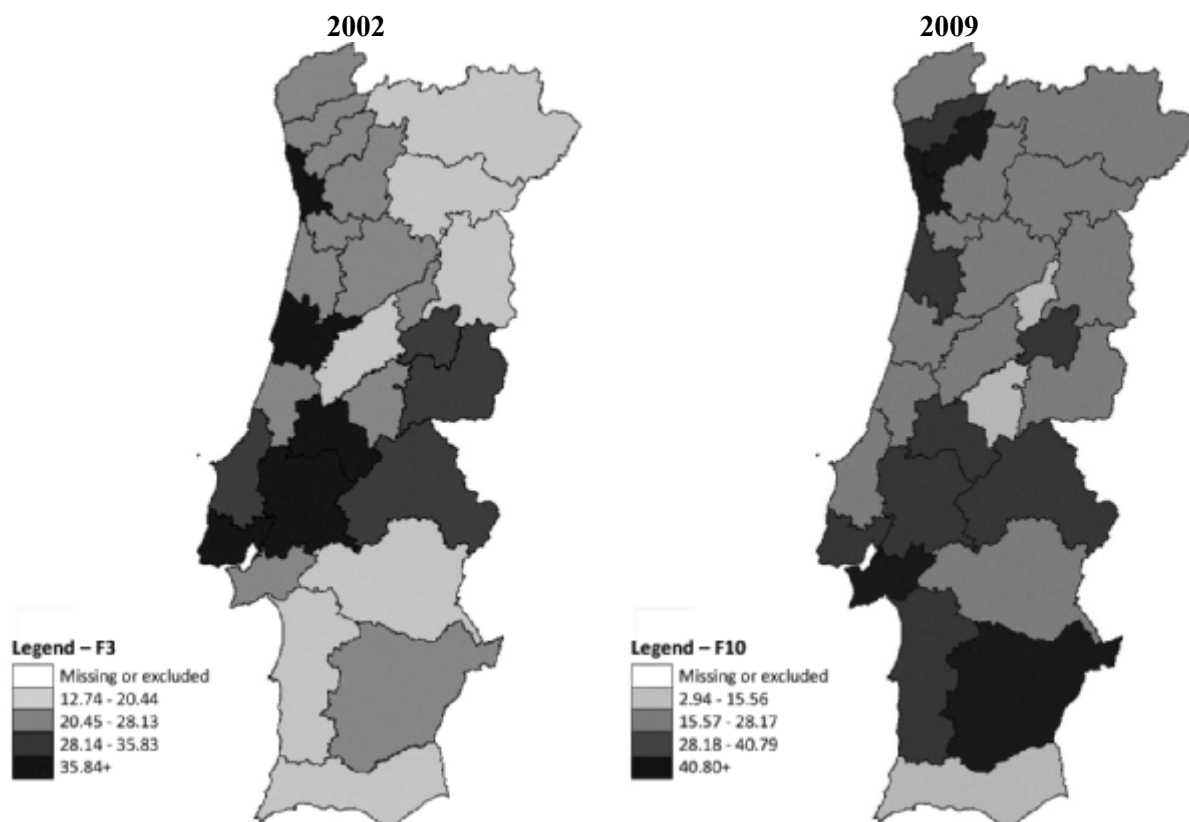 2002
2009
Legend – F3
Missing or excluded
12.74 - 20.44
20.45 - 28.13
28.14 - 35.83
35.84+
Legend – F10
Missing or excluded
2.94 - 15.56
15.57 - 28.17
28.18 - 40.79
40.80+